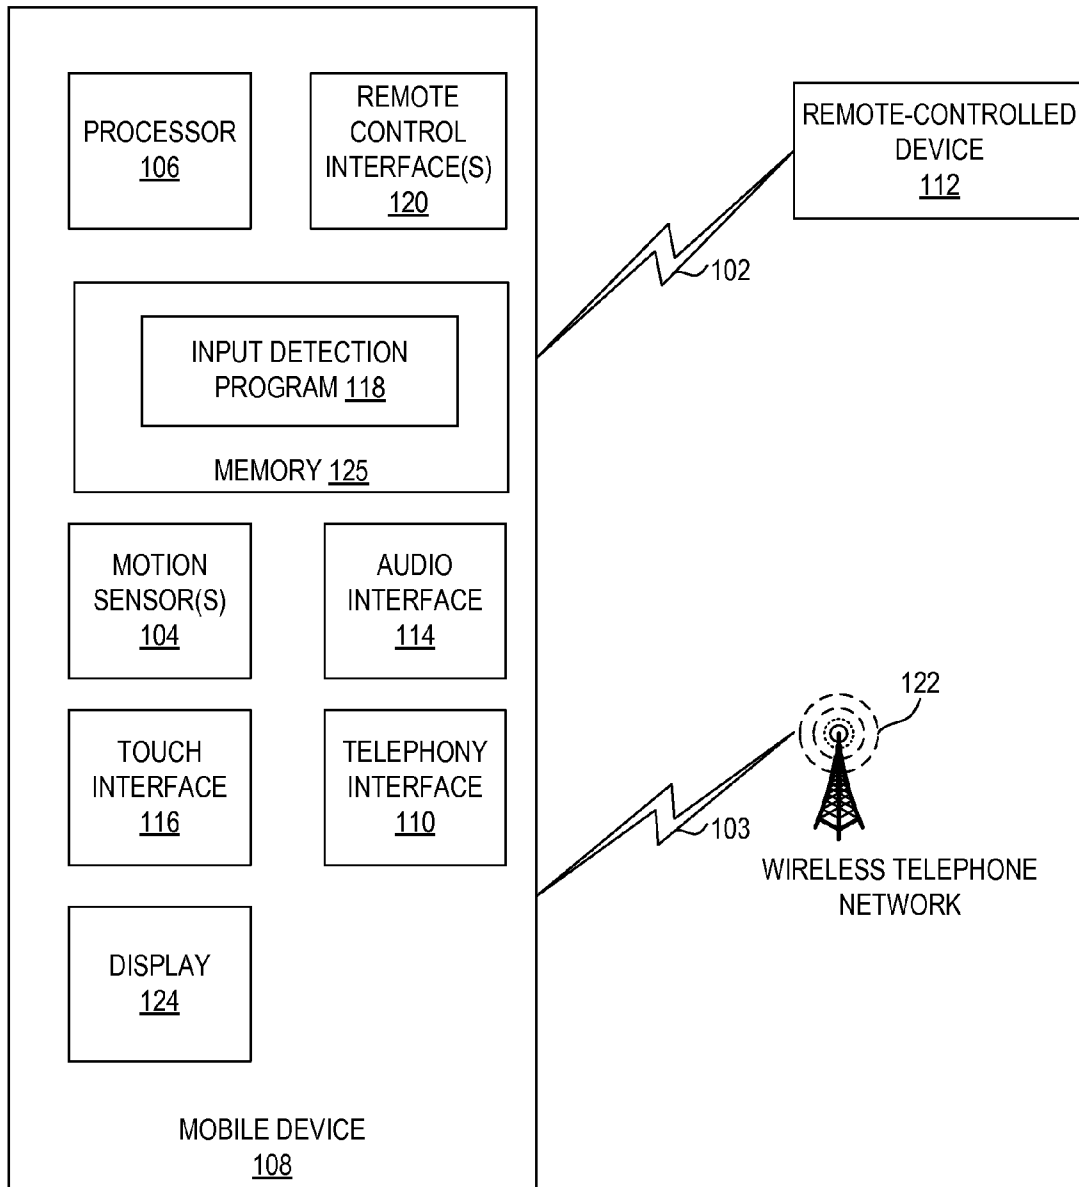 PROCESSOR
106
REMOTE
CONTROL
INTERFACE(S)
120
REMOTE-CONTROLLED
DEVICE
112
102
INPUT DETECTION
PROGRAM 118
MEMORY 125
MOTION
SENSOR(S)
104
AUDIO
INTERFACE
114
TOUCH
INTERFACE
116
TELEPHONY
INTERFACE
110
122
103
WIRELESS TELEPHONE
NETWORK
DISPLAY
124
MOBILE DEVICE
108